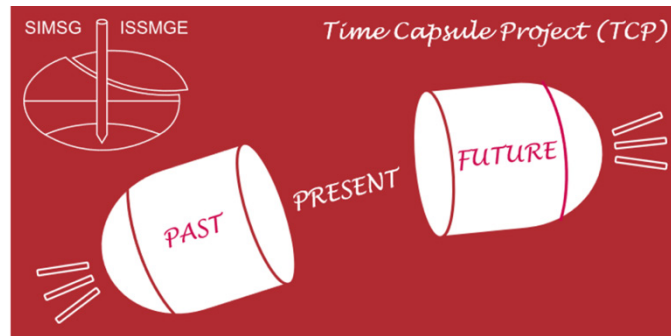 SIMSG ISSMGE
Time Capsule Project (TCP)
PAST
PRESENT
FUTURE